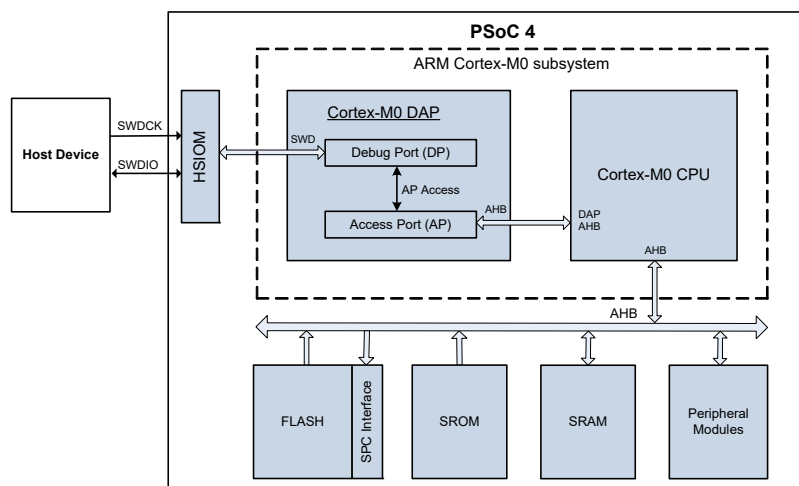 PSoC 4
ARM Cortex-M0 subsystem
Host Device
SWDCK
SWDIO
HSIOM
SWD
Cortex-M0 DAP
Debug Port (DP)
AP Access
Access Port (AP)
AHB
DAP
AHB
Cortex-M0 CPU
AHB
AHB
FLASH
SPC Interface
SROM
SRAM
Peripheral
Modules